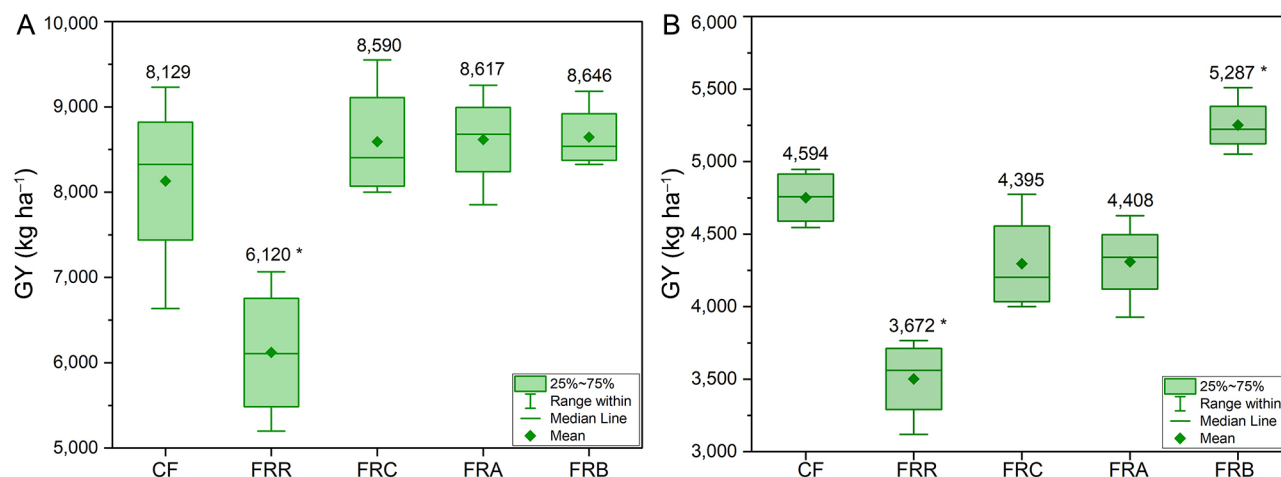 A
GY (kg ha⁻¹)
10,000
9,000
8,000
7,000
6,000
5,000
8,129
6,120 *
8,590
8,617
8,646
CF
FRR
FRC
FRA
FRB
25%~75%
Range within
Median Line
Mean
B
GY (kg ha⁻¹)
6,000
5,500
5,000
4,500
4,000
3,500
3,000
4,594
3,672 *
4,395
4,408
5,287 *
CF
FRR
FRC
FRA
FRB
25%~75%
Range within
Median Line
Mean